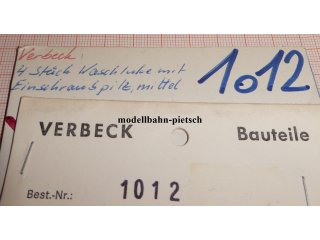 Verbeck:
4 Stück Waschluke mit
Einschraubpilz, mittel
1012
modellbahn-pietsch
VERBECK Bauteile
Best.-Nr.: 1012